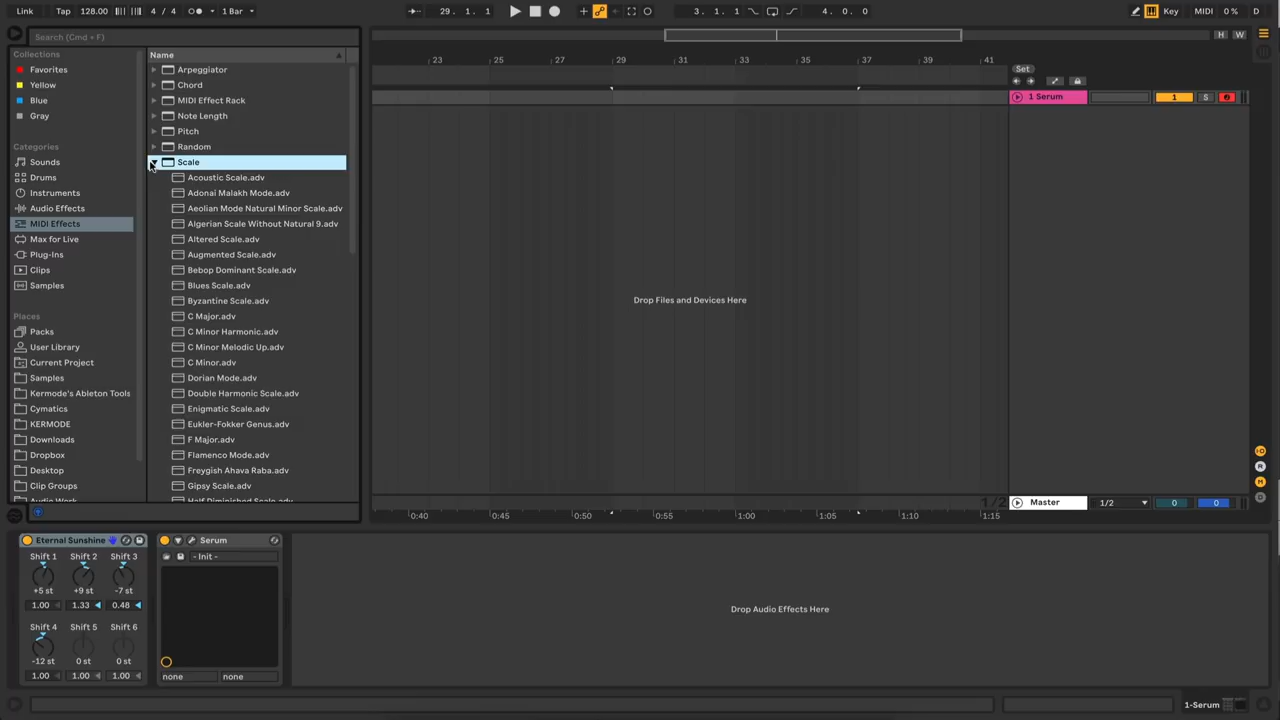 Link Tap 128.00 4 / 4 1 Bar 29. 1. 1 3. 1. 1 4. 0. 0 Key MIDI 0 % D
Search (Cmd + F)
H W
Collections
Favorites
Yellow
Blue
Gray
Categories
Sounds
Drums
Instruments
Audio Effects
MIDI Effects
Max for Live
Plug-Ins
Clips
Samples
Places
Packs
User Library
Current Project
Samples
Kermode's Ableton Tools
Cymatics
KERMODE
Downloads
Dropbox
Desktop
Clip Groups
Audio Work
Name
Arpeggiator
Chord
MIDI Effect Rack
Note Length
Pitch
Random
Scale
Acoustic Scale.adv
Adonai Malakh Mode.adv
Aeolian Mode Natural Minor Scale.adv
Algerian Scale Without Natural 9.adv
Altered Scale.adv
Augmented Scale.adv
Bebop Dominant Scale.adv
Blues Scale.adv
Byzantine Scale.adv
C Major.adv
C Minor Harmonic.adv
C Minor Melodic Up.adv
C Minor.adv
Dorian Mode.adv
Double Harmonic Scale.adv
Enigmatic Scale.adv
Eukler-Fokker Genus.adv
F Major.adv
Flamenco Mode.adv
Freygish Ahava Raba.adv
Gipsy Scale.adv
Half Diminished Scale.adv
23 25 27 29 31 33 35 37 39 41
Set
1 Serum 1 S
Drop Files and Devices Here
1/2
Master 1/2 0 0
0:40 0:45 0:50 0:55 1:00 1:05 1:10 1:15
Eternal Sunshine
Shift 1 Shift 2 Shift 3
+5 st +9 st -7 st
1.00 1.33 0.48
Shift 4 Shift 5 Shift 6
-12 st 0 st 0 st
1.00 1.00 1.00
Serum
- Init -
none none
Drop Audio Effects Here
1-Serum